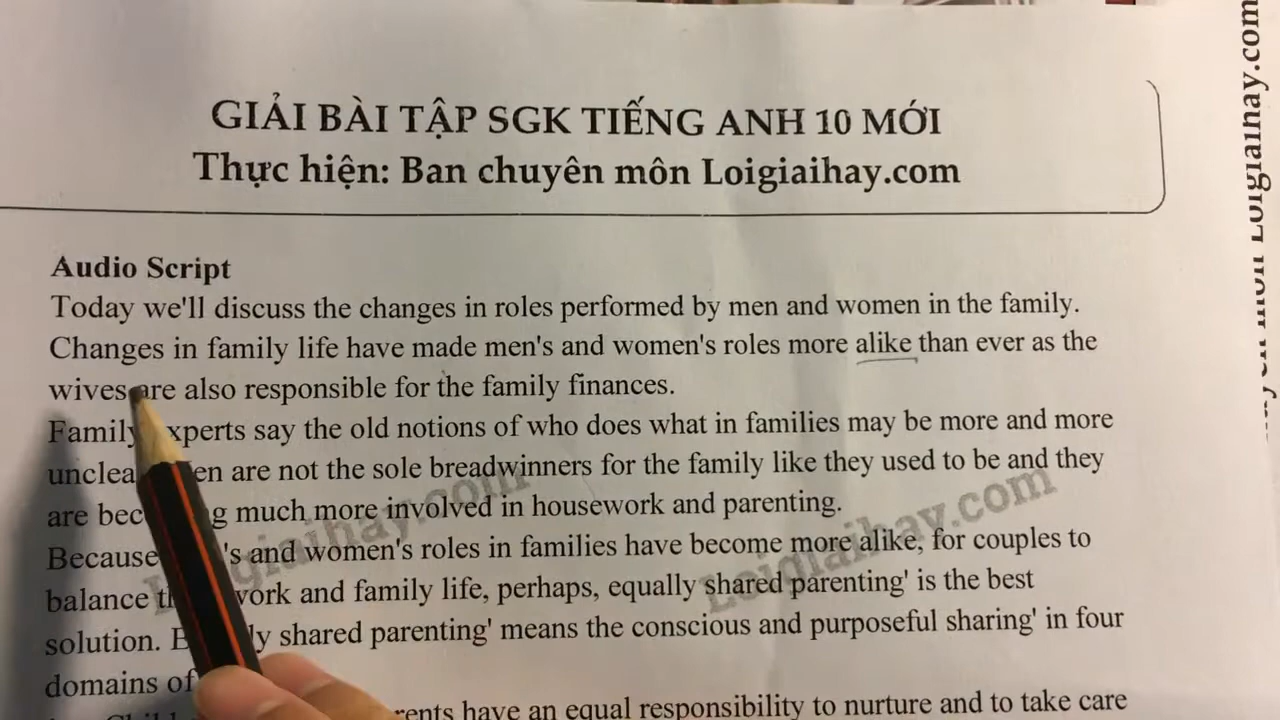 GIẢI BÀI TẬP SGK TIẾNG ANH 10 MỚI
Thực hiện: Ban chuyên môn Loigiaihay.com
Audio Script
Today we'll discuss the changes in roles performed by men and women in the family.
Changes in family life have made men's and women's roles more alike than ever as the
wives are also responsible for the family finances.
Family experts say the old notions of who does what in families may be more and more
are not the sole breadwinners for the family like they used to be and they
are much more involved in housework and parenting.
Because and women's roles in families have become more alike, for couples to
balance work and family life, perhaps, equally shared parenting' is the best
solution. shared parenting' means the conscious and purposeful sharing' in four
domains of
have an equal responsibility to nurture and to take care
Loigiaihay.com
Loigiaihay.com
môn Loigiaihay.com